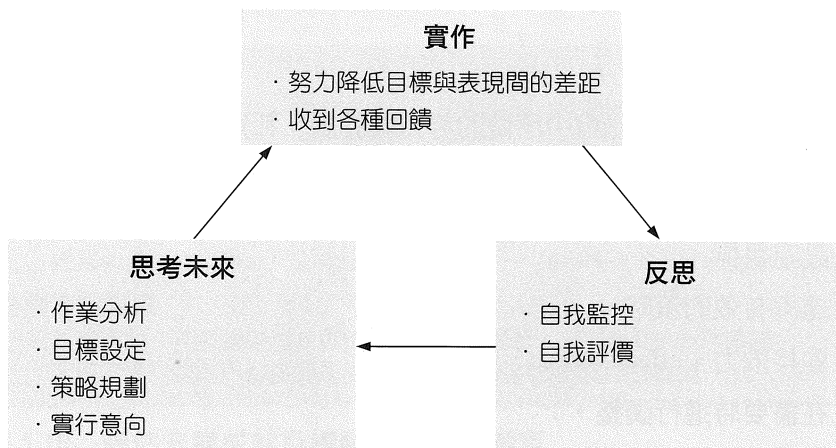 實作
· 努力降低目標與表現間的差距
· 收到各種回饋
思考未來
· 作業分析
· 目標設定
· 策略規劃
· 實行意向
反思
· 自我監控
· 自我評價